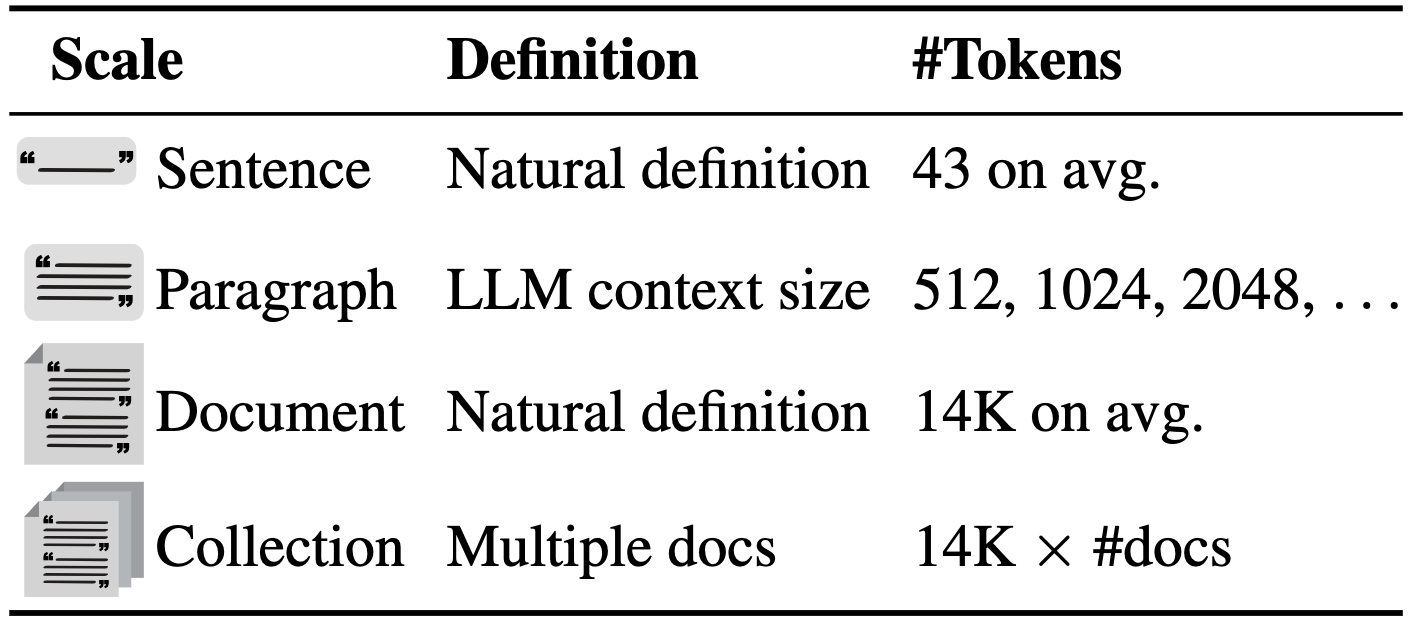 Scale Definition #Tokens
“ ” Sentence Natural definition 43 on avg.
“ ” Paragraph LLM context size 512, 1024, 2048, . . .
“ ” “ ” Document Natural definition 14K on avg.
“ ” “ ” Collection Multiple docs 14K × #docs